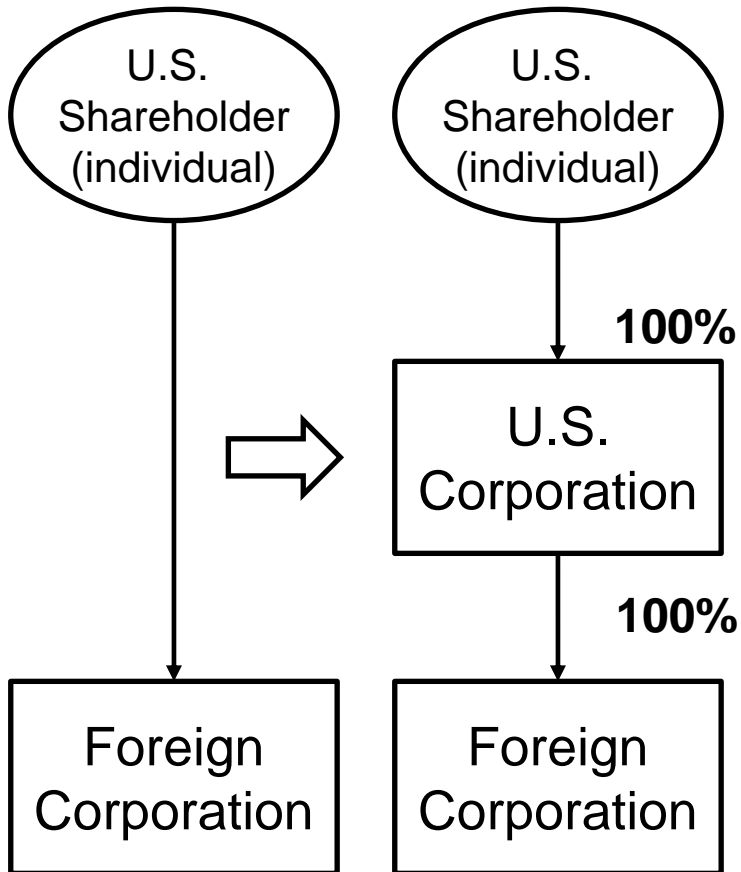 U.S.
Shareholder
(individual)
U.S.
Shareholder
(individual)
100%
U.S.
Corporation
100%
Foreign
Corporation
Foreign
Corporation